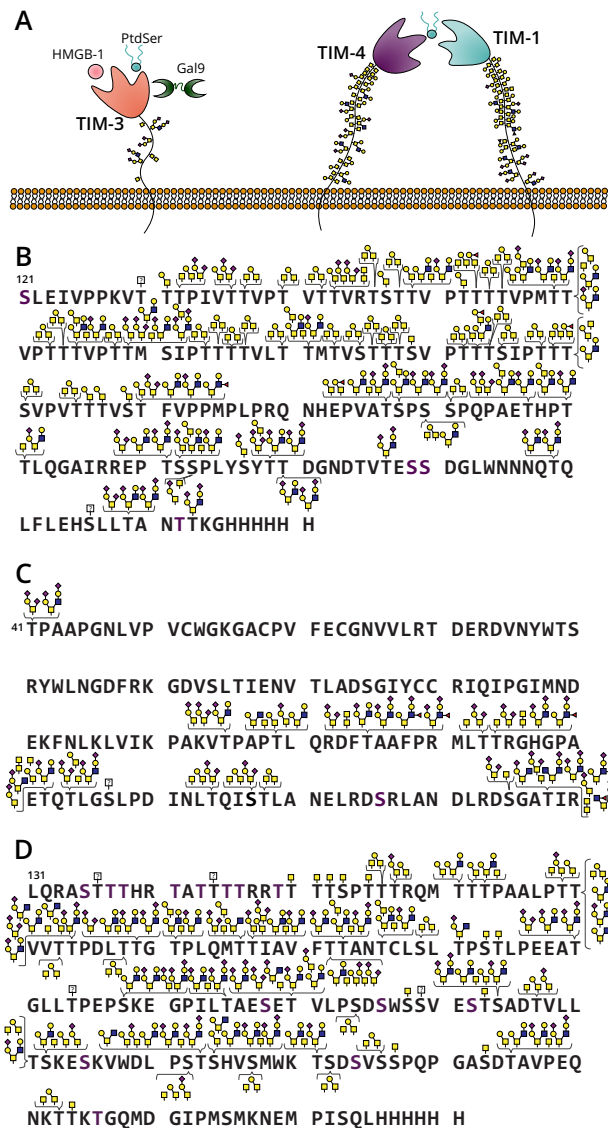 A
PtdSer
HMGB-1
Gal9
TIM-3
TIM-4
TIM-1
B
121
?
SLEIVPPKVT TTPIVTTVPT VTTVRTSTTV PTTTTVPMTT
VPTTTVPTTM SIPTTTTVLT TMTVSTTTSV PTTTSIPTTT
SVPVTTTVST FVPPMPLPRQ NHEPVATSPS SPQPAETHPT
TLQGAIRREP TSSPLYSYTT DGNDTVTESS DGLWNNNQTQ
?
LFLEHSLLTA NTTKGHHHHH H
C
41
TPAAPGNLVP VCWGKGACPV FECGNVVLRT DERDVNYWTS
RYWLNGDFRK GDVSLTIENV TLADSGIYCC RIQIPGIMND
EKFNLKLVIK PAKVTPAPTL QRDFTAAFPR MLTTRGHGPA
?
ETQTLGSLPD INLTQISTLA NELRDSRLAN DLRDSGATIR
D
131
? ?
LQRASTTTHR TATTTTRRTT TTSPTTTRQM TTTPAALPTT
VVTTPDLTTG TPLQMTTIAV FTTANTCLSL TPSTLPEEAT
? ?
GLLTPEPSKE GPILTAESET VLPSDSWSSV ESTSADTVLL
TSKESKVWDL PSTSHVSMWK TSDSVSSPQP GASDTAVPEQ
NKTTKTGQMD GIPMSMKNEM PISQLHHHHH H